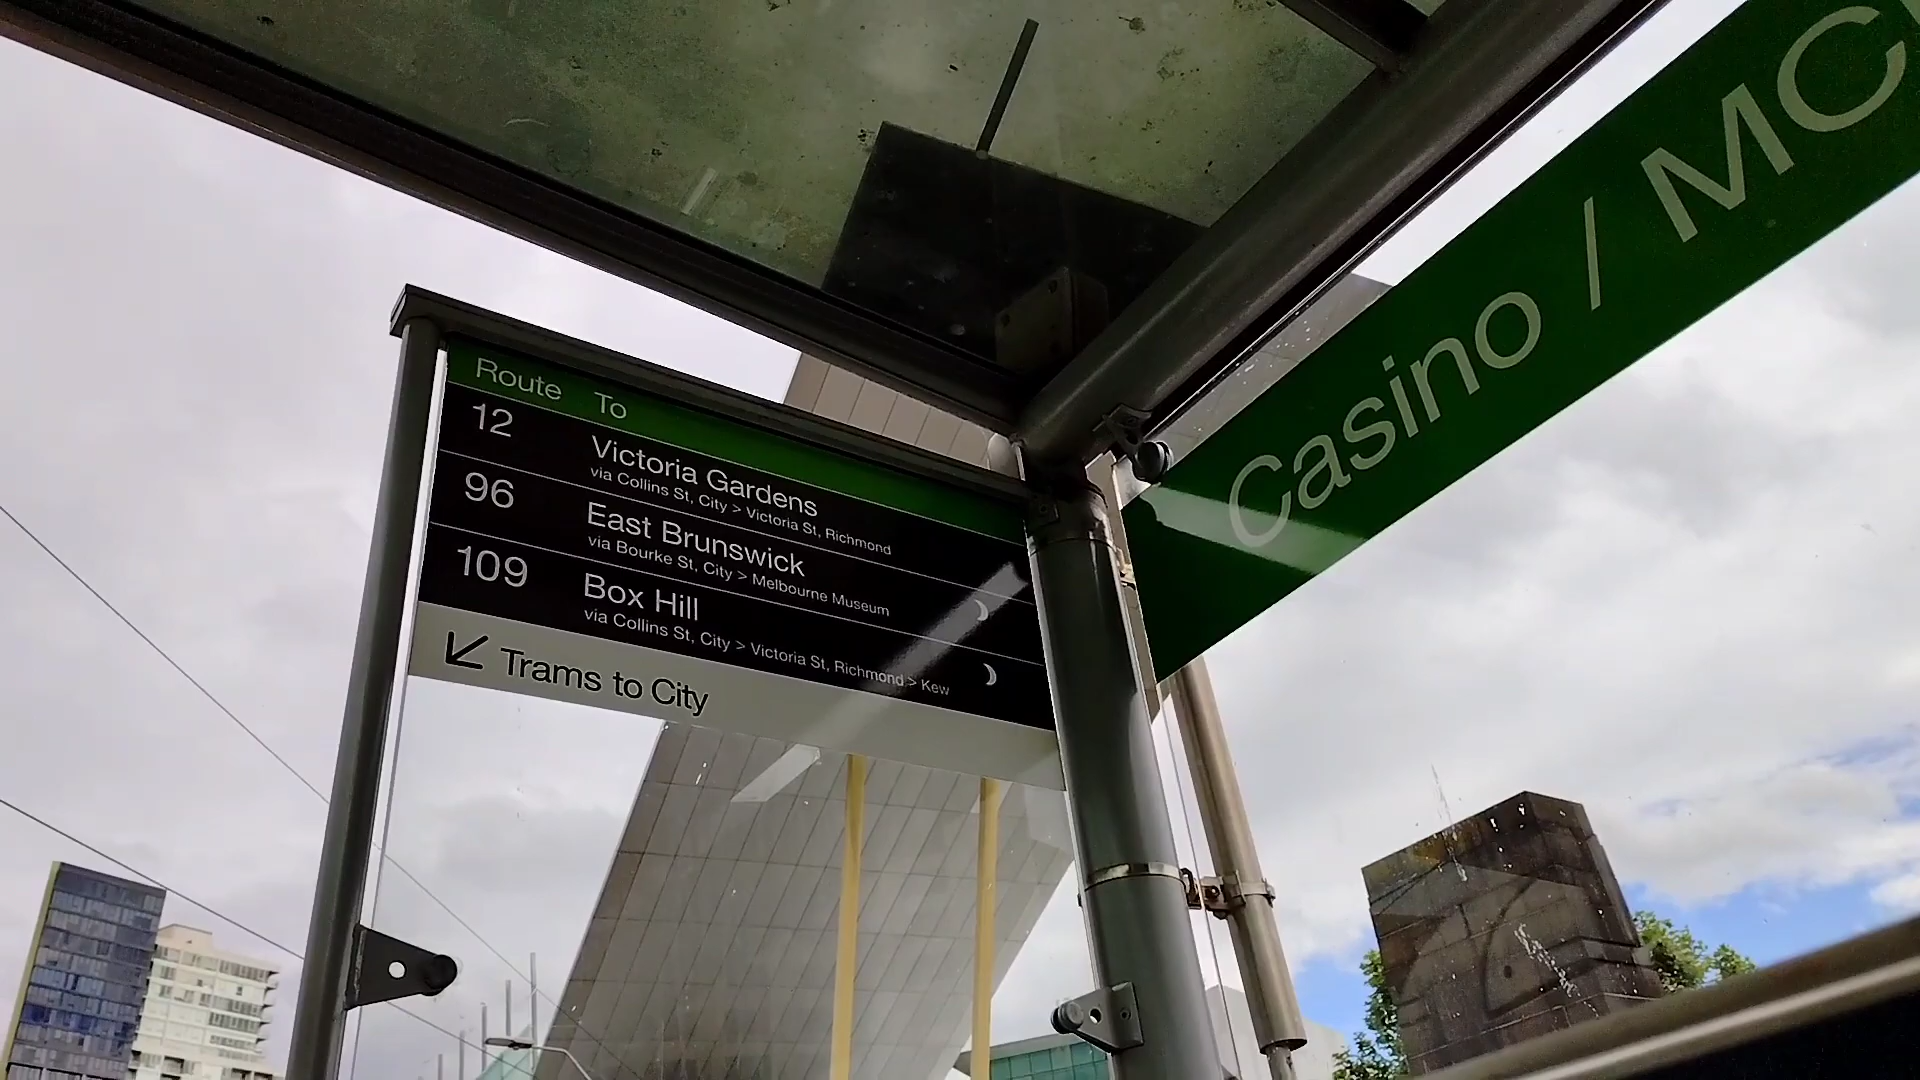 Route To
12 Victoria Gardens
via Collins St, City > Victoria St, Richmond
96 East Brunswick
via Bourke St, City > Melbourne Museum
109 Box Hill
via Collins St, City > Victoria St, Richmond > Kew
Trams to City
Casino / MC